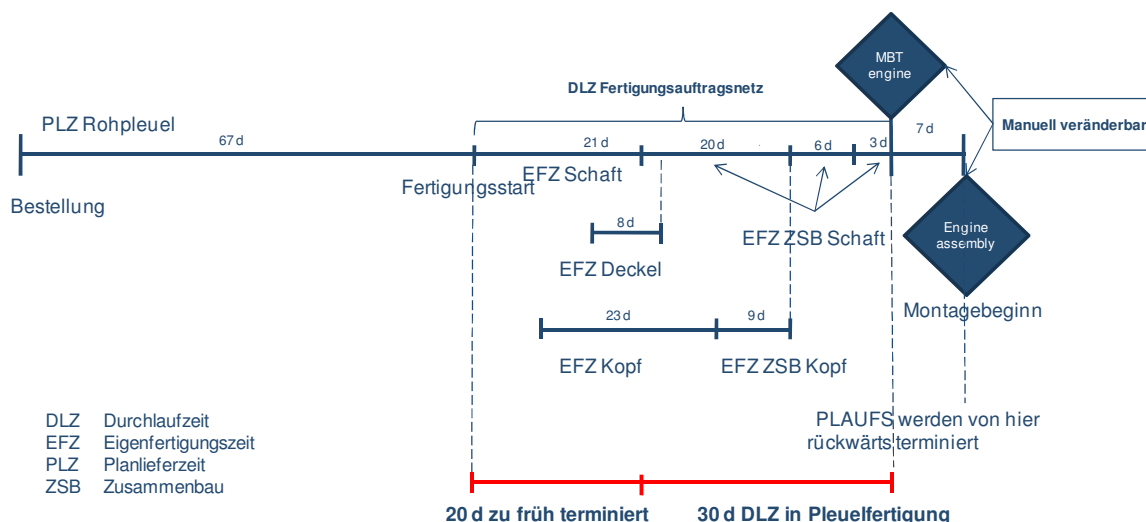 MBT
engine
DLZ Fertigungsauftragsnetz
Manuell veränderbar
PLZ Rohpleuel
67 d
21 d
20 d
6 d
3 d
7 d
EFZ Schaft
Fertigungsstart
Bestellung
8 d
EFZ ZSB Schaft
Engine
assembly
EFZ Deckel
Montagebeginn
23 d
9 d
EFZ Kopf
EFZ ZSB Kopf
DLZ Durchlaufzeit
EFZ Eigenfertigungszeit
PLZ Planlieferzeit
ZSB Zusammenbau
PLAUFS werden von hier
rückwärts terminiert
20 d zu früh terminiert
30 d DLZ in Pleuelfertigung